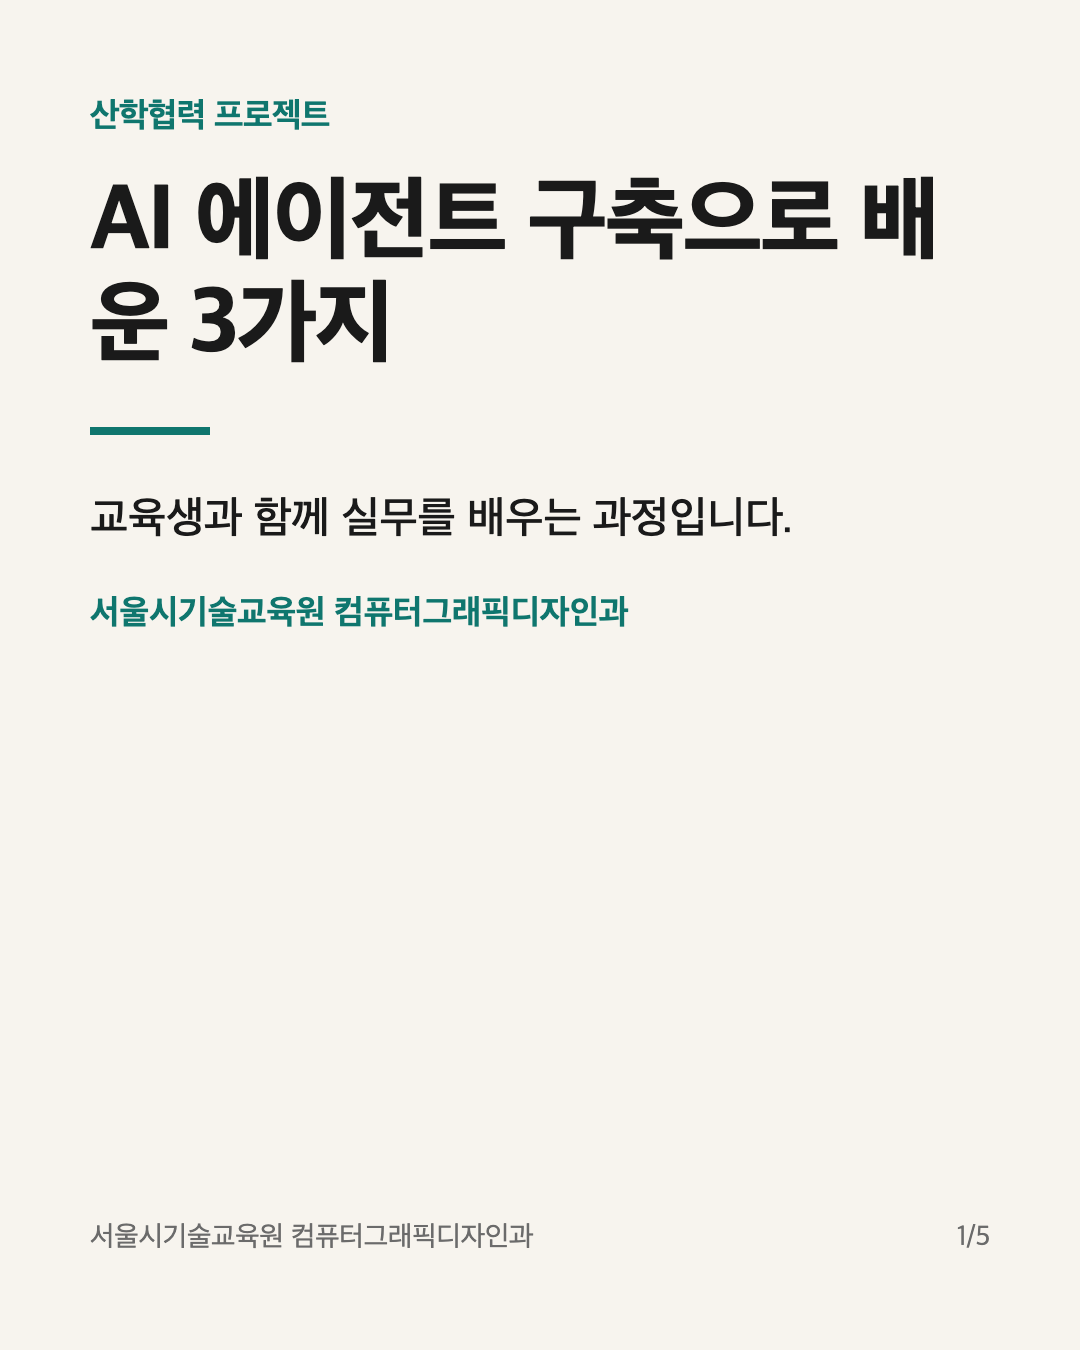 산학협력 프로젝트
AI 에이전트 구축으로 배
운 3가지
교육생과 함께 실무를 배우는 과정입니다.
서울시기술교육원 컴퓨터그래픽디자인과
서울시기술교육원 컴퓨터그래픽디자인과
1/5